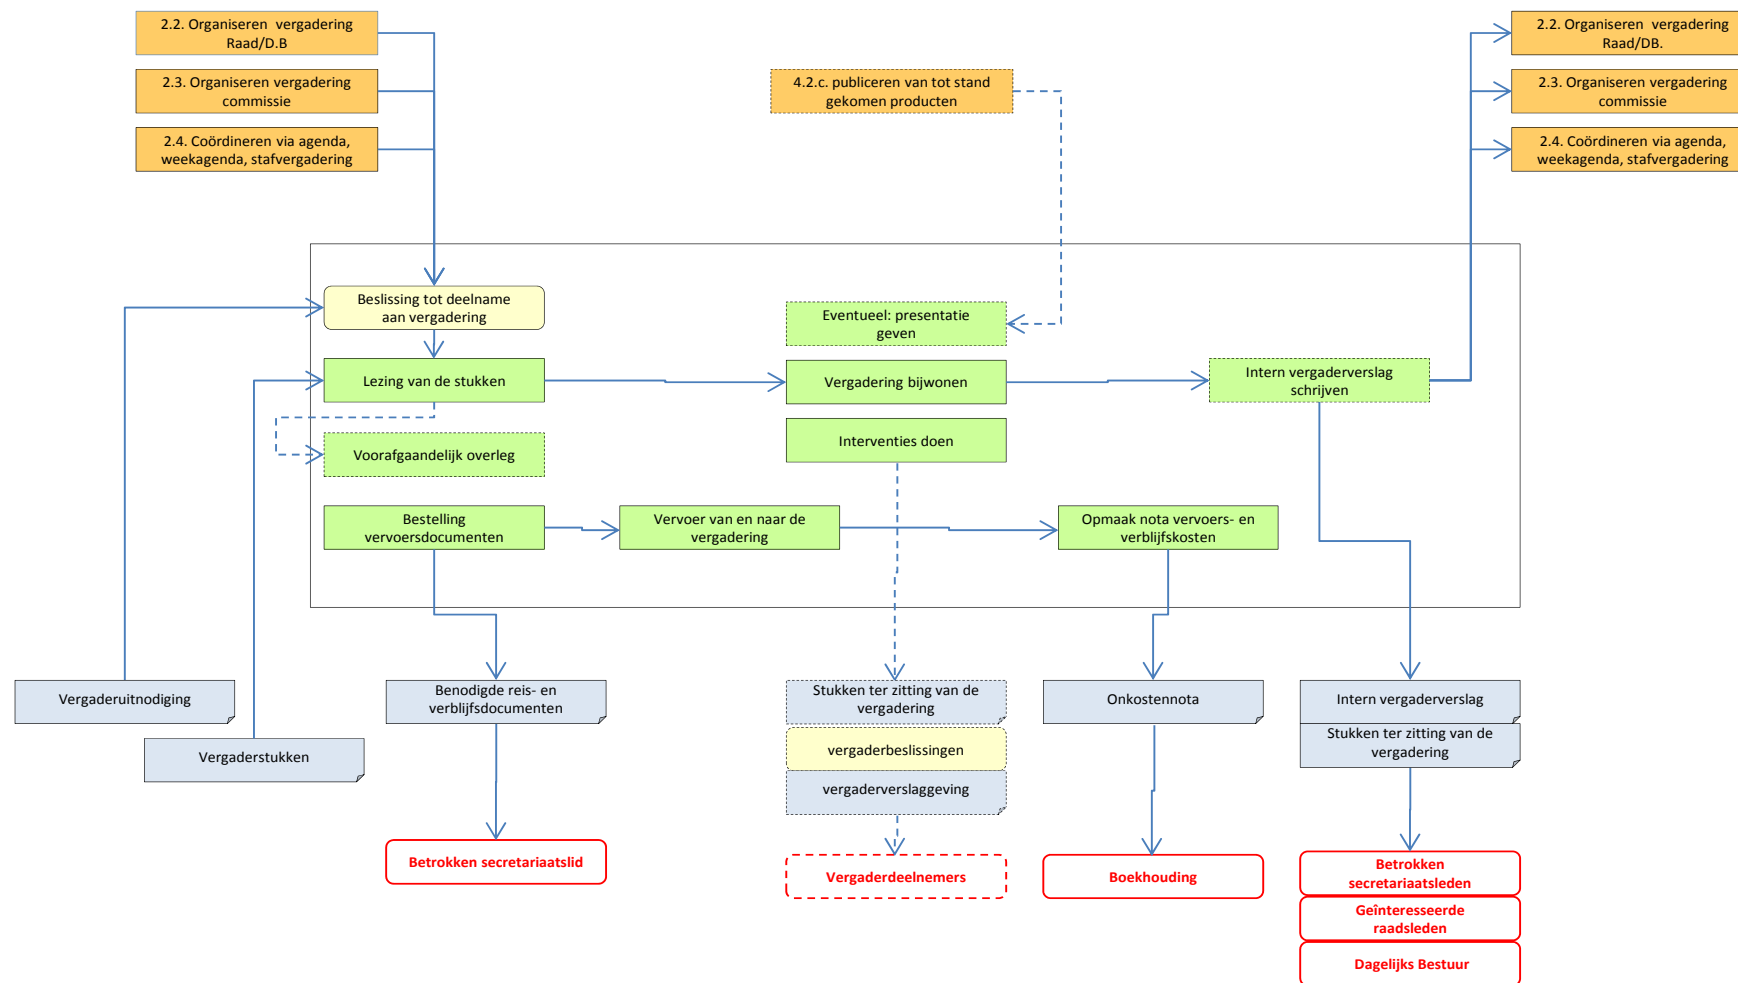 2.2. Organiseren  vergadering
Raad/D.B
2.3. Organiseren vergadering
commissie
2.4. Coördineren via agenda,
weekagenda, stafvergadering
4.2.c. publiceren van tot stand
gekomen producten
2.2. Organiseren  vergadering
Raad/DB.
2.3. Organiseren vergadering
commissie
2.4. Coördineren via agenda,
weekagenda, stafvergadering
Beslissing tot deelname
aan vergadering
Eventueel: presentatie
geven
Lezing van de stukken
Vergadering bijwonen
Intern vergaderverslag
schrijven
Interventies doen
Voorafgaandelijk overleg
Bestelling
vervoersdocumenten
Vervoer van en naar de
vergadering
Opmaak nota vervoers- en
verblijfskosten
Vergaderuitnodiging
Vergaderstukken
Benodigde reis- en
verblijfsdocumenten
Stukken ter zitting van de
vergadering
vergaderbeslissingen
vergaderverslaggeving
Onkostennota
Intern vergaderverslag
Stukken ter zitting van de
vergadering
Betrokken secretariaatslid
Vergaderdeelnemers
Boekhouding
Betrokken
secretariaatsleden
Geînteresseerde
raadsleden
Dagelijks Bestuur